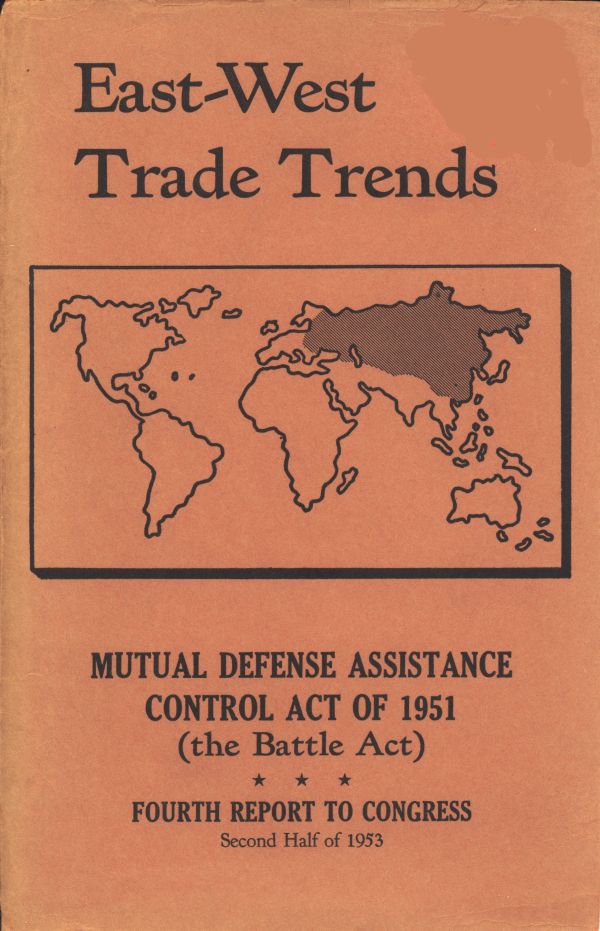 East-West
Trade Trends
MUTUAL DEFENSE ASSISTANCE
CONTROL ACT OF 1951
(the Battle Act)
★ ★ ★
FOURTH REPORT TO CONGRESS
Second Half of 1953